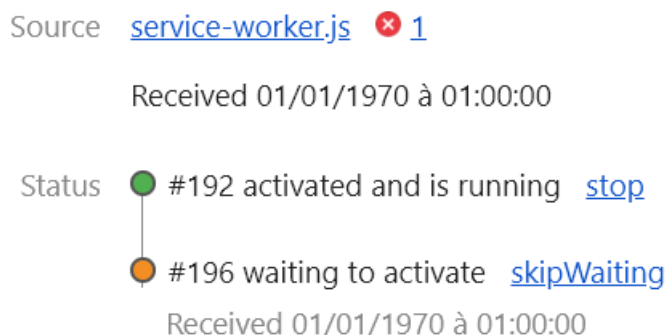 Source service-worker.js 1
Received 01/01/1970 à 01:00:00
Status #192 activated and is running stop
#196 waiting to activate skipWaiting
Received 01/01/1970 à 01:00:00